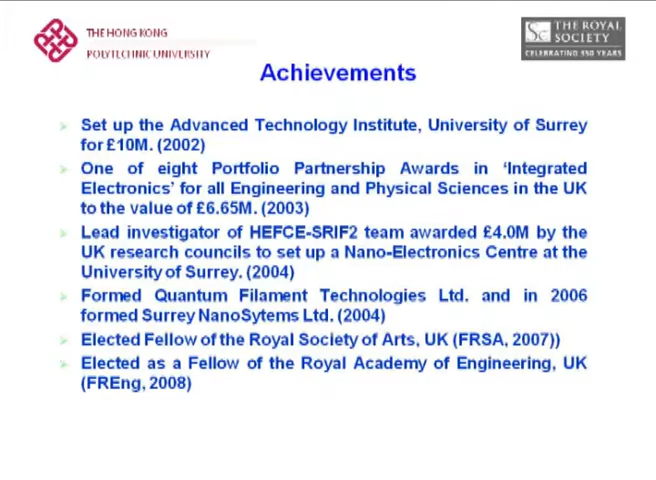 THE HONG KONG
POLYTECHNIC UNIVERSITY
Sc
THE ROYAL
SOCIETY
CELEBRATING 350 YEARS
Achievements
Set up the Advanced Technology Institute, University of Surrey
for £10M. (2002)
One of eight Portfolio Partnership Awards in ‘Integrated
Electronics’ for all Engineering and Physical Sciences in the UK
to the value of £6.65M. (2003)
Lead investigator of HEFCE-SRIF2 team awarded £4.0M by the
UK research councils to set up a Nano-Electronics Centre at the
University of Surrey. (2004)
Formed Quantum Filament Technologies Ltd. and in 2006
formed Surrey NanoSytems Ltd. (2004)
Elected Fellow of the Royal Society of Arts, UK (FRSA, 2007))
Elected as a Fellow of the Royal Academy of Engineering, UK
(FREng, 2008)